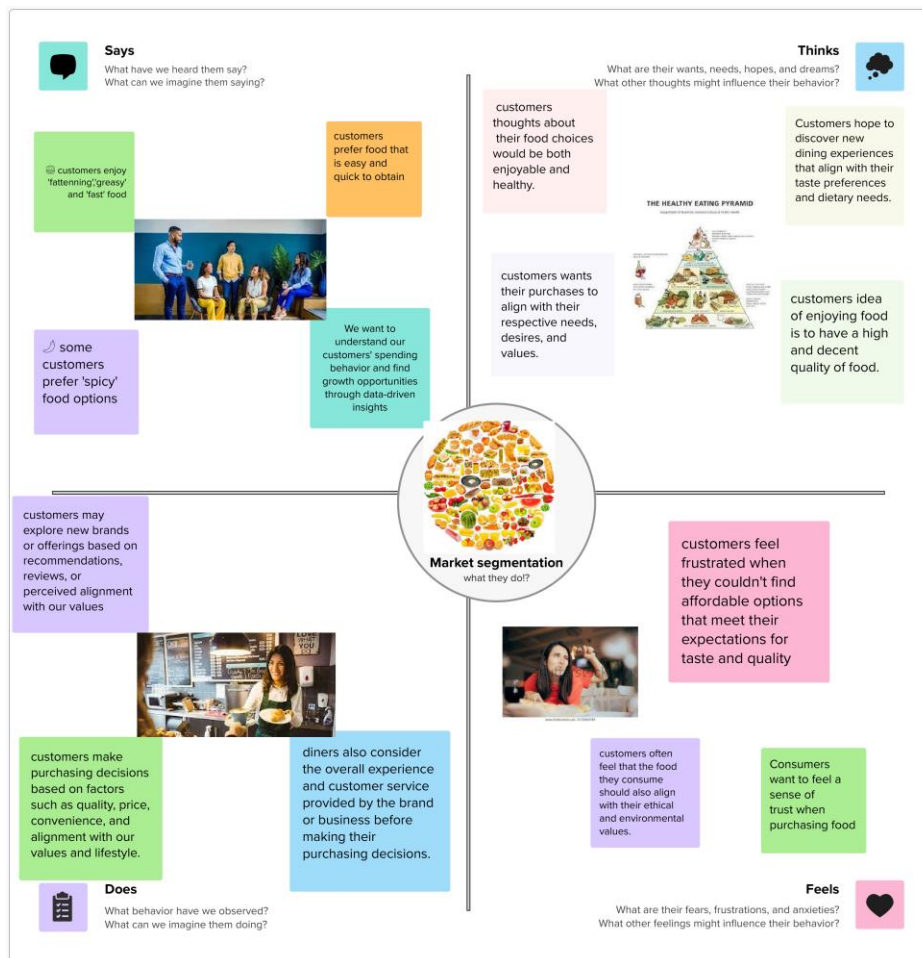 Says
What have we heard them say?
What can we imagine them saying?
Thinks
What are their wants, needs, hopes, and dreams?
What other thoughts might influence their behavior?
customers enjoy
'fattenning','greasy'
and 'fast' food
customers
prefer food that
is easy and
quick to obtain
some
customers
prefer 'spicy'
food options
We want to
understand our
customers' spending
behavior and find
growth opportunities
through data-driven
insights
customers
thoughts about
their food choices
would be both
enjoyable and
healthy.
Customers hope to
discover new
dining experiences
that align with their
taste preferences
and dietary needs.
THE HEALTHY EATING PYRAMID
customers wants
their purchases to
align with their
respective needs,
desires, and
values.
customers idea
of enjoying food
is to have a high
and decent
quality of food.
Market segmentation
what they do!?
customers may
explore new brands
or offerings based on
recommendations,
reviews, or
perceived alignment
with our values
customers make
purchasing decisions
based on factors
such as quality, price,
convenience, and
alignment with our
values and lifestyle.
diners also consider
the overall experience
and customer service
provided by the brand
or business before
making their
purchasing decisions.
customers feel
frustrated when
they couldn't find
affordable options
that meet their
expectations for
taste and quality
customers often
feel that the food
they consume
should also align
with their ethical
and environmental
values.
Consumers
want to feel a
sense of
trust when
purchasing food
Does
What behavior have we observed?
What can we imagine them doing?
Feels
What are their fears, frustrations, and anxieties?
What other feelings might influence their behavior?